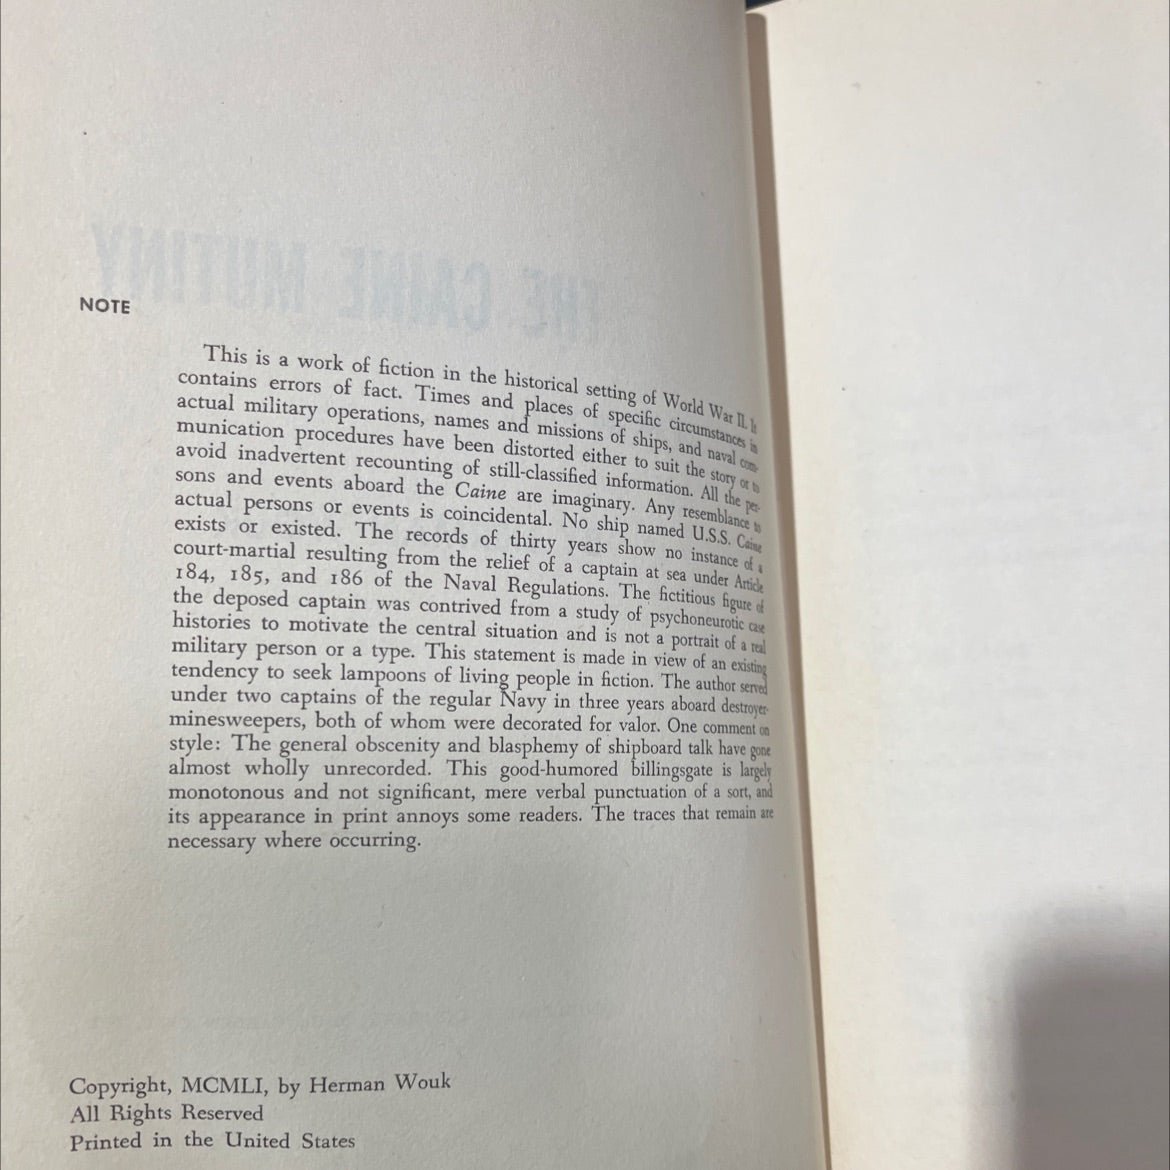 THE CAINE MUTINY
NOTE
This is a work of fiction in the historical setting of World War II. It
contains errors of fact. Times and places of specific circumstances in
actual military operations, names and missions of ships, and naval com-
munication procedures have been distorted either to suit the story or to
avoid inadvertent recounting of still-classified information. All the per-
sons and events aboard the Caine are imaginary. Any resemblance to
actual persons or events is coincidental. No ship named U.S.S. Caine
exists or existed. The records of thirty years show no instance of a
court-martial resulting from the relief of a captain at sea under Article
184, 185, and 186 of the Naval Regulations. The fictitious figure of
the deposed captain was contrived from a study of psychoneurotic case
histories to motivate the central situation and is not a portrait of a real
military person or a type. This statement is made in view of an existing
tendency to seek lampoons of living people in fiction. The author served
under two captains of the regular Navy in three years aboard destroyer-
minesweepers, both of whom were decorated for valor. One comment on
style: The general obscenity and blasphemy of shipboard talk have gone
almost wholly unrecorded. This good-humored billingsgate is largely
monotonous and not significant, mere verbal punctuation of a sort, and
its appearance in print annoys some readers. The traces that remain are
necessary where occurring.
Copyright, MCMLI, by Herman Wouk
All Rights Reserved
Printed in the United States